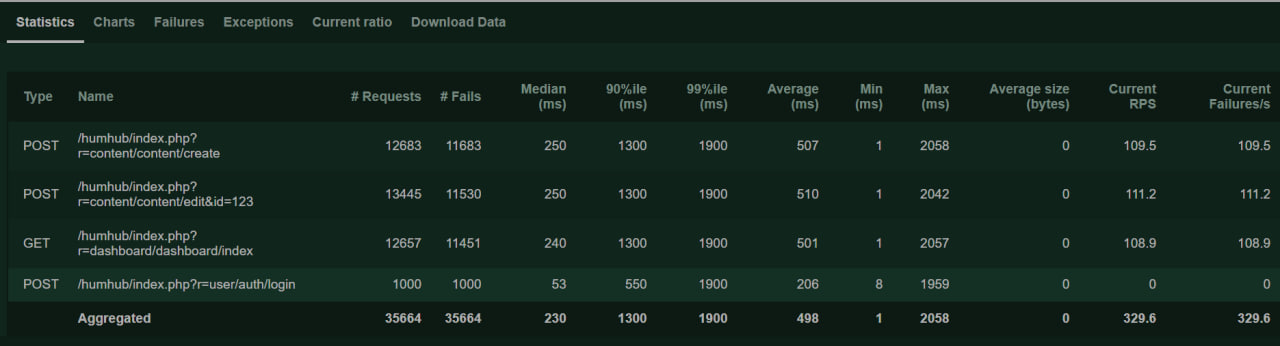 Statistics Charts Failures Exceptions Current ratio Download Data
Type Name # Requests # Fails Median (ms) 90%ile (ms) 99%ile (ms) Average (ms) Min (ms) Max (ms) Average size (bytes) Current RPS Current Failures/s
POST /humhub/index.php?
r=content/content/create 12683 11683 250 1300 1900 507 1 2058 0 109.5 109.5
POST /humhub/index.php?
r=content/content/edit&id=123 13445 11530 250 1300 1900 510 1 2042 0 111.2 111.2
GET /humhub/index.php?
r=dashboard/dashboard/index 12657 11451 240 1300 1900 501 1 2057 0 108.9 108.9
POST /humhub/index.php?r=user/auth/login 1000 1000 53 550 1900 206 8 1959 0 0 0
Aggregated 35664 35664 230 1300 1900 498 1 2058 0 329.6 329.6